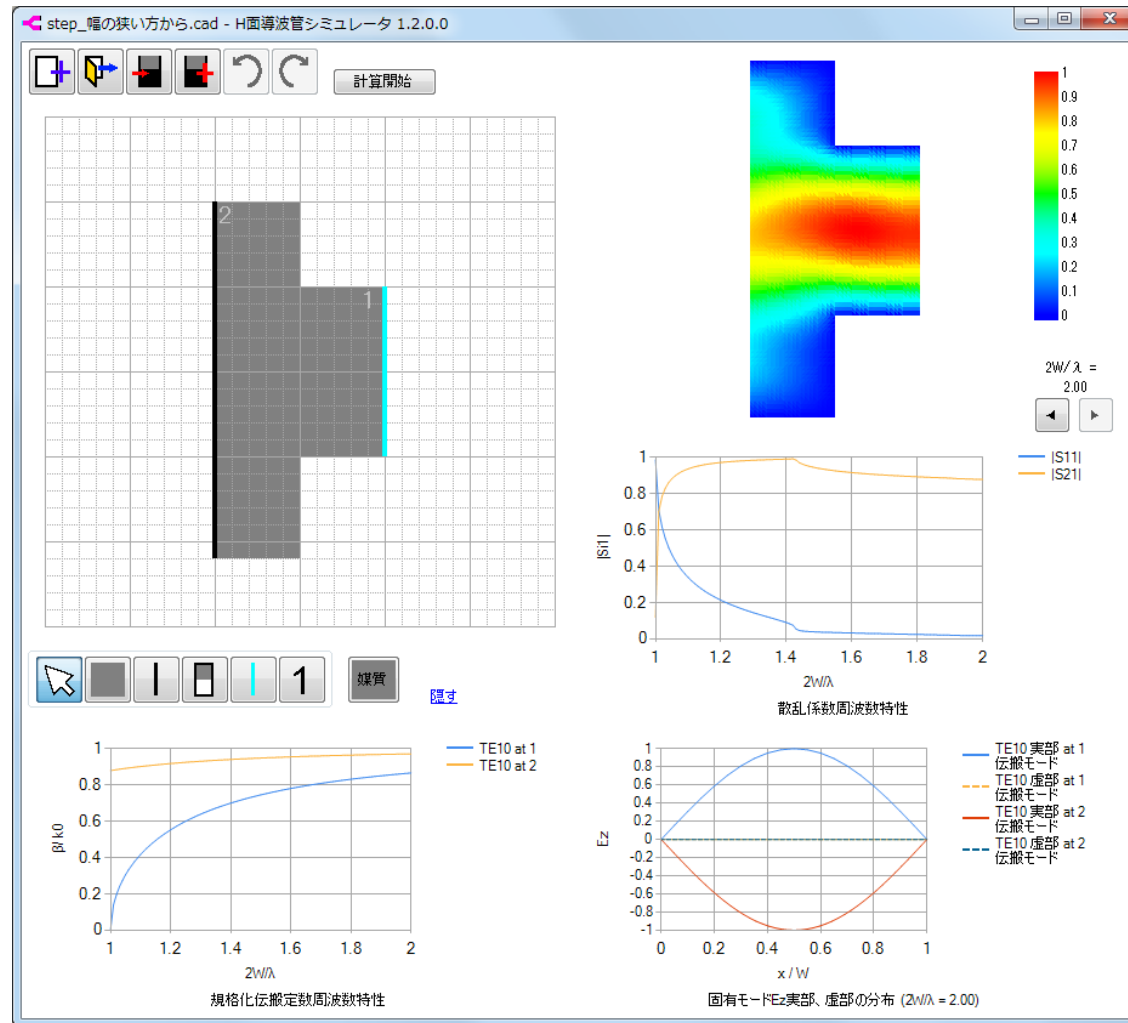 step_幅の狭い方から.cad - H面導波管シミュレータ 1.2.0.0
計算開始
2
1
1
0.9
0.8
0.7
0.6
0.5
0.4
0.3
0.2
0.1
0
2W/λ =
2.00
|S11|
|S21|
1
0.8
0.6
0.4
0.2
0
|Si1|
1 1.2 1.4 1.6 1.8 2
2W/λ
散乱係数周波数特性
1
媒質
隠す
TE10 at 1
TE10 at 2
1
0.8
0.6
0.4
0.2
0
β/ k0
1 1.2 1.4 1.6 1.8 2
2W/λ
規格化伝搬定数周波数特性
TE10 実部 at 1
伝搬モード
TE10 虚部 at 1
伝搬モード
TE10 実部 at 2
伝搬モード
TE10 虚部 at 2
伝搬モード
1
0.8
0.6
0.4
0.2
0
-0.2
-0.4
-0.6
-0.8
-1
Ez
0 0.2 0.4 0.6 0.8 1
x / W
固有モードEz実部、虚部の分布 (2W/λ = 2.00)